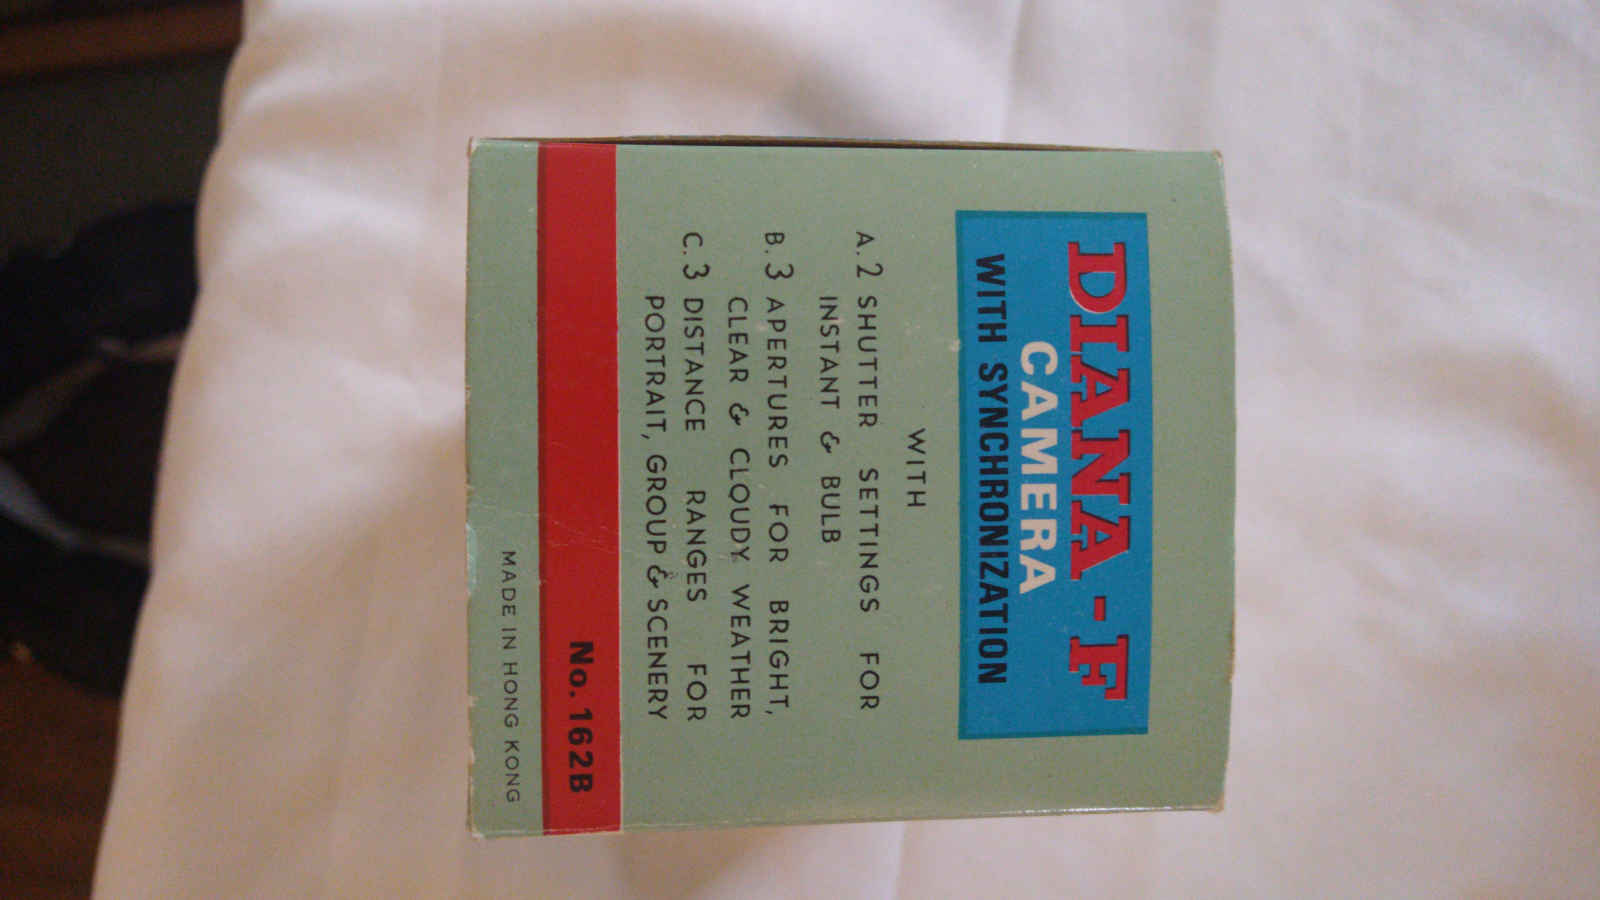 DIANA-F
CAMERA
WITH SYNCHRONIZATION
WITH
A. 2 SHUTTER SETTINGS FOR
INSTANT & BULB
B. 3 APERTURES FOR BRIGHT,
CLEAR & CLOUDY WEATHER
C. 3 DISTANCE RANGES FOR
PORTRAIT, GROUP & SCENERY
No. 162B
MADE IN HONG KONG